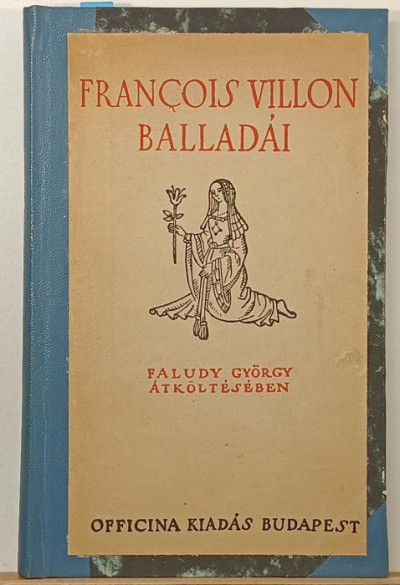 FRANÇOIS VILLON
BALLADÁI
FALUDY GYÖRGY
ÁTKÖLTÉSÉBEN
OFFICINA KIADÁS BUDAPEST